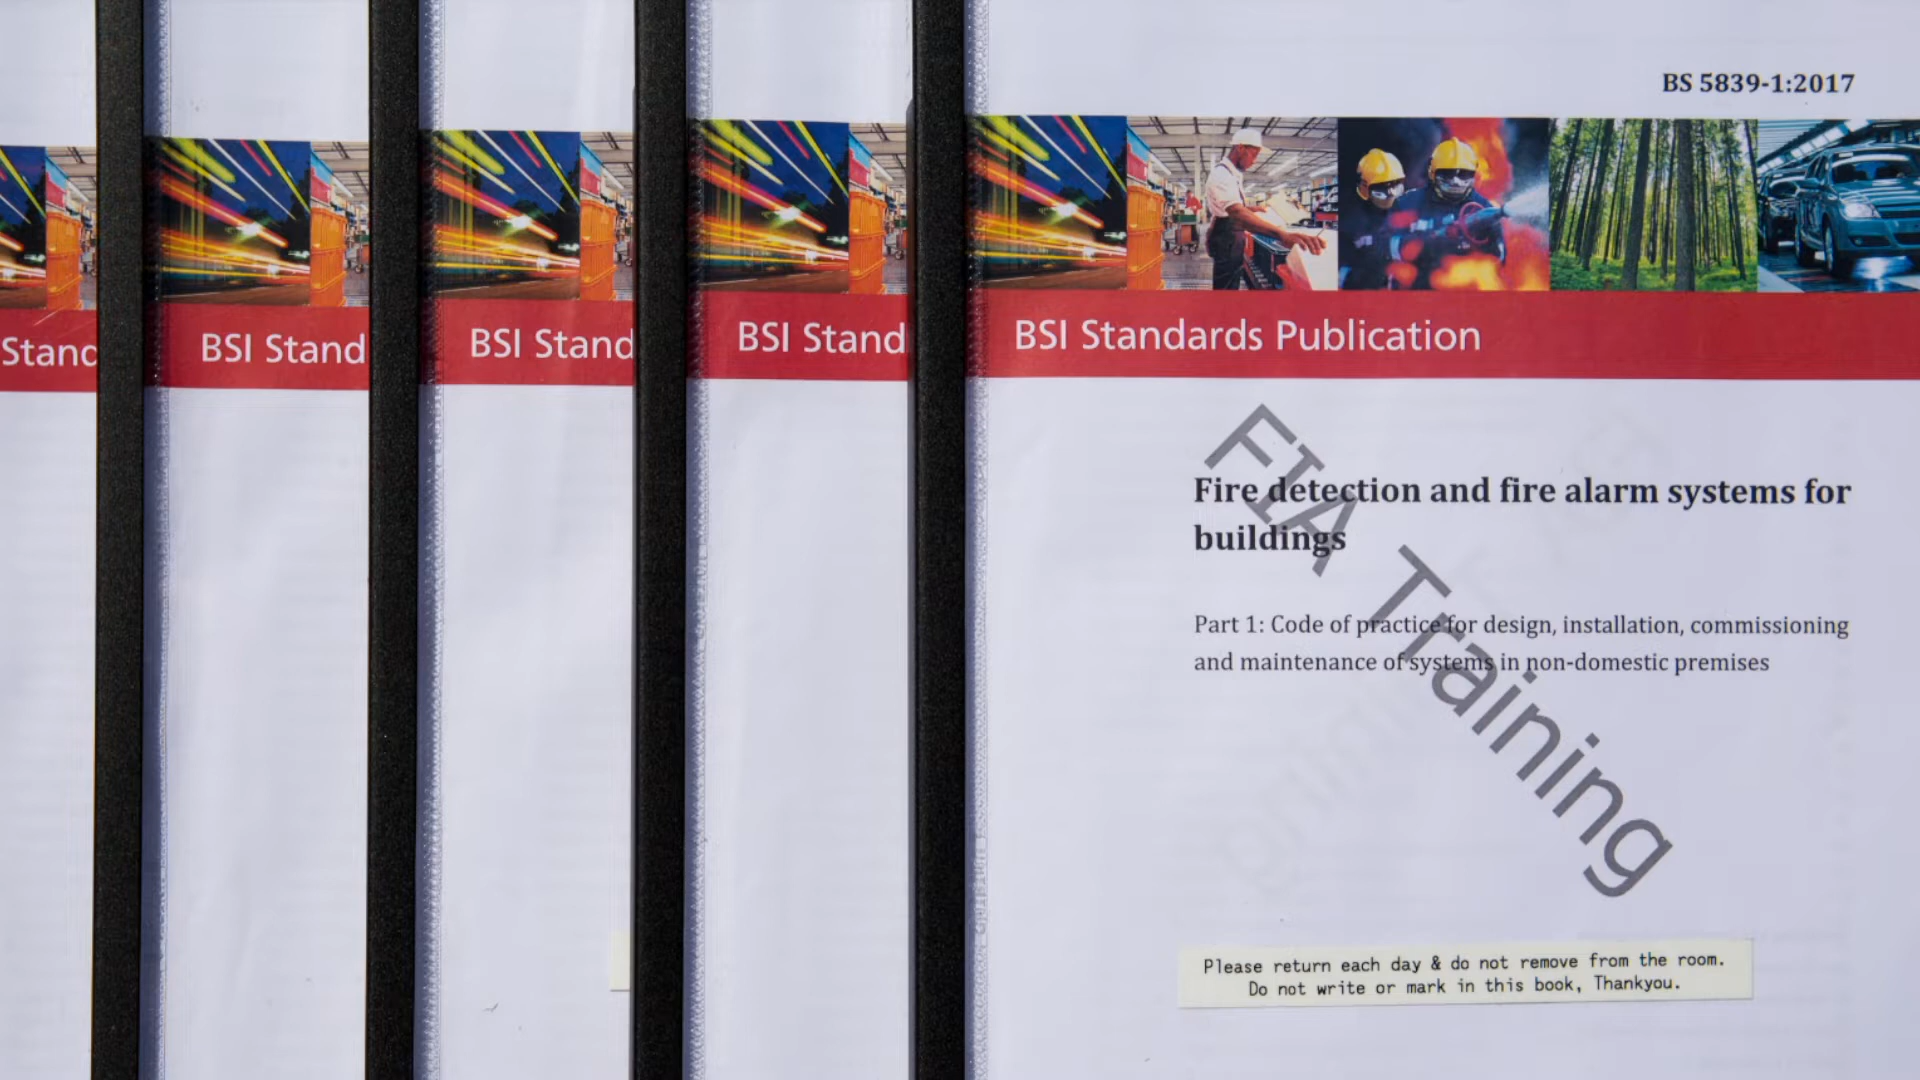 BS 5839-1:2017
Stand
BSI Stand
BSI Stand
BSI Stand
BSI Standards Publication
Fire detection and fire alarm systems for
buildings
Part 1: Code of practice for design, installation, commissioning
and maintenance of systems in non-domestic premises
FIA Training
Please return each day & do not remove from the room.
Do not write or mark in this book, Thankyou.